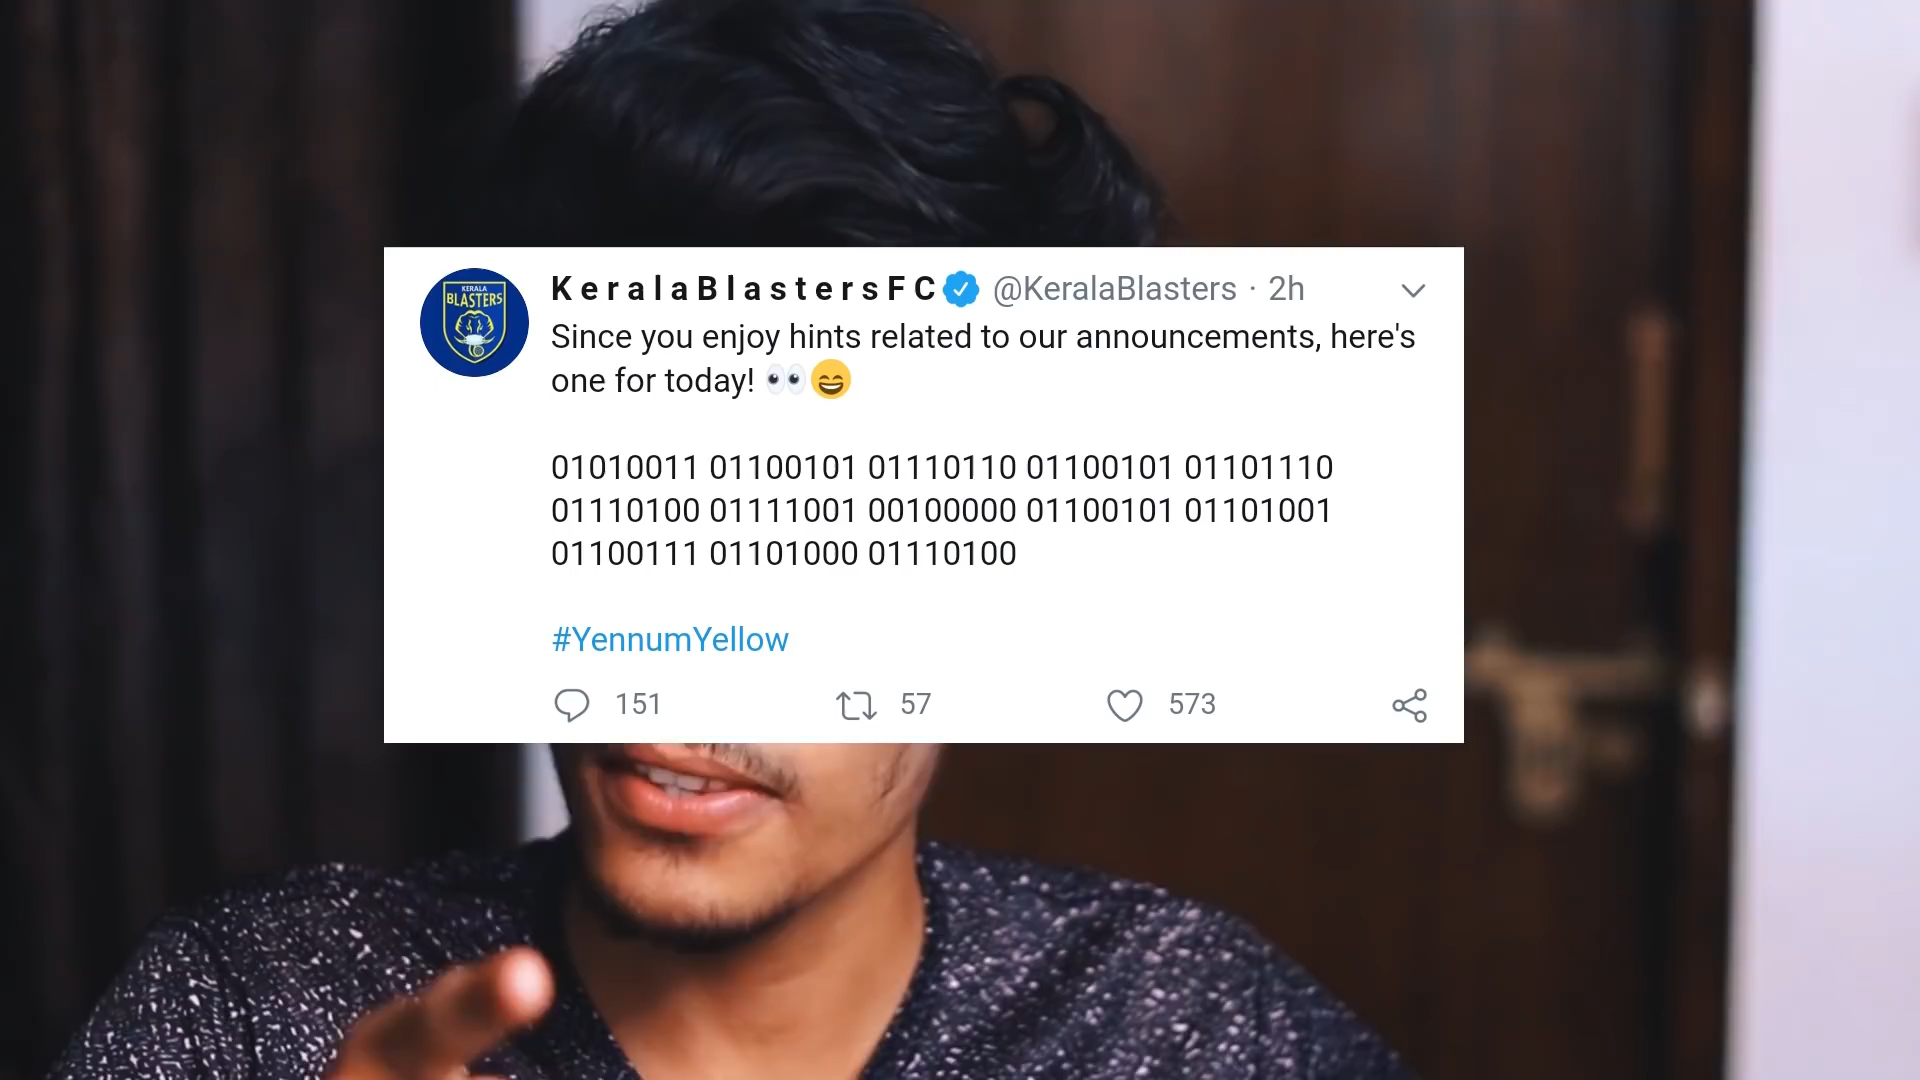 KERALA
BLASTERS
K e r a l a B l a s t e r s F C @KeralaBlasters · 2h
Since you enjoy hints related to our announcements, here's
one for today! 👀😄
01010011 01100101 01110110 01100101 01101110
01110100 01111001 00100000 01100101 01101001
01100111 01101000 01110100
#YennumYellow
151 57 573